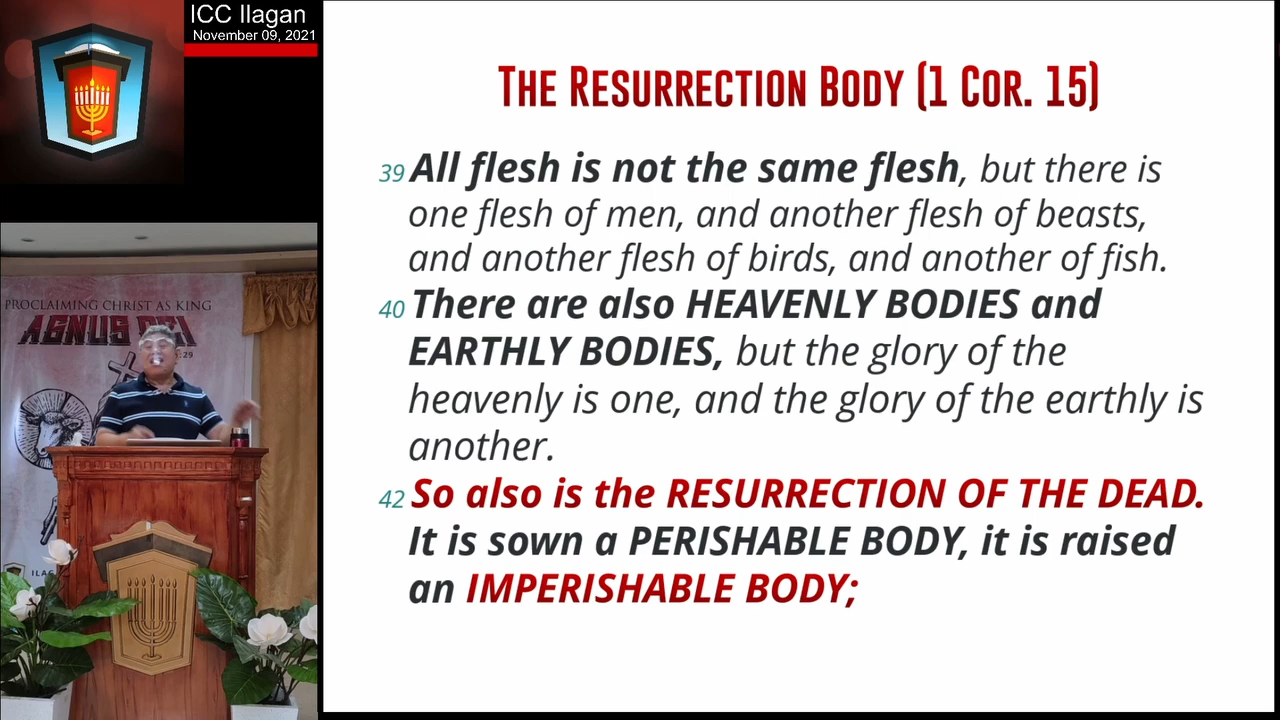 ICC Ilagan
November 09, 2021
THE RESURRECTION BODY (1 COR. 15)
39 All flesh is not the same flesh, but there is
one flesh of men, and another flesh of beasts,
and another flesh of birds, and another of fish.
40 There are also HEAVENLY BODIES and
EARTHLY BODIES, but the glory of the
heavenly is one, and the glory of the earthly is
another.
42 So also is the RESURRECTION OF THE DEAD.
It is sown a PERISHABLE BODY, it is raised
an IMPERISHABLE BODY;
PROCLAIMING CHRIST AS KING
AGNUS DEI
:29
ILAG